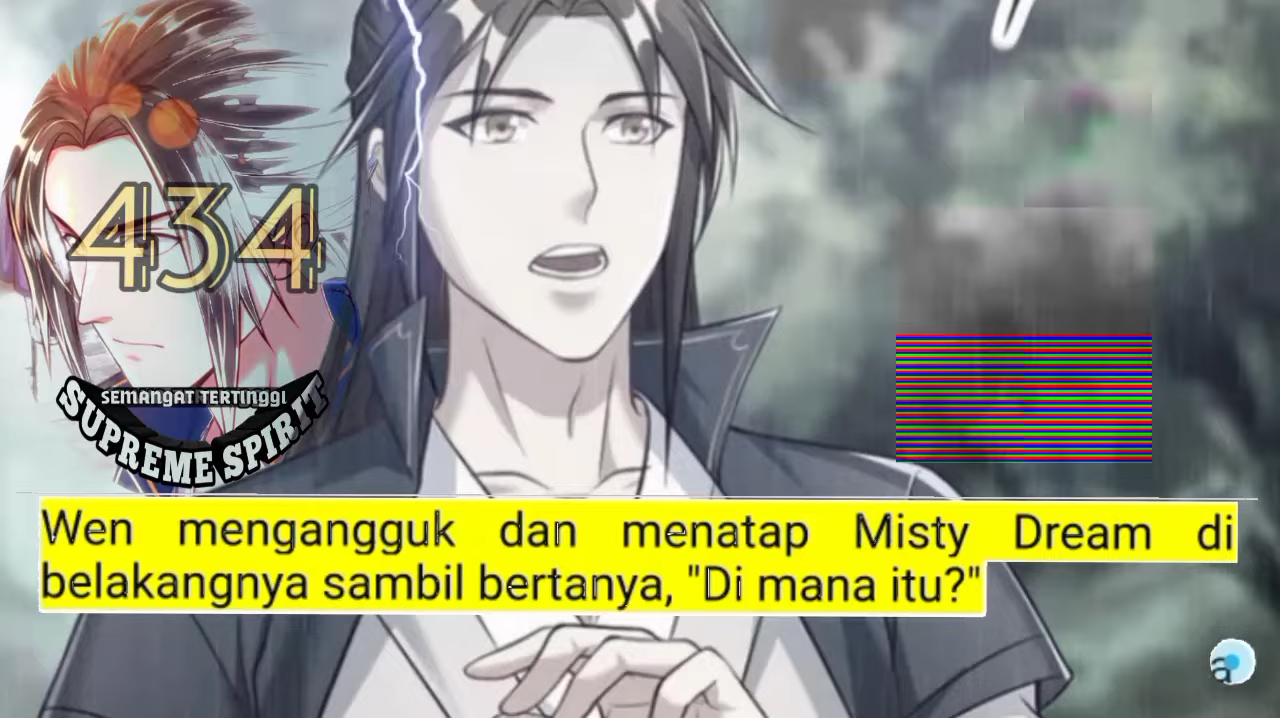 434
SEMANGAT TERTINGGI
SUPREME SPIRIT
Wen mengangguk dan menatap Misty Dream di
belakangnya sambil bertanya, "Di mana itu?"
a